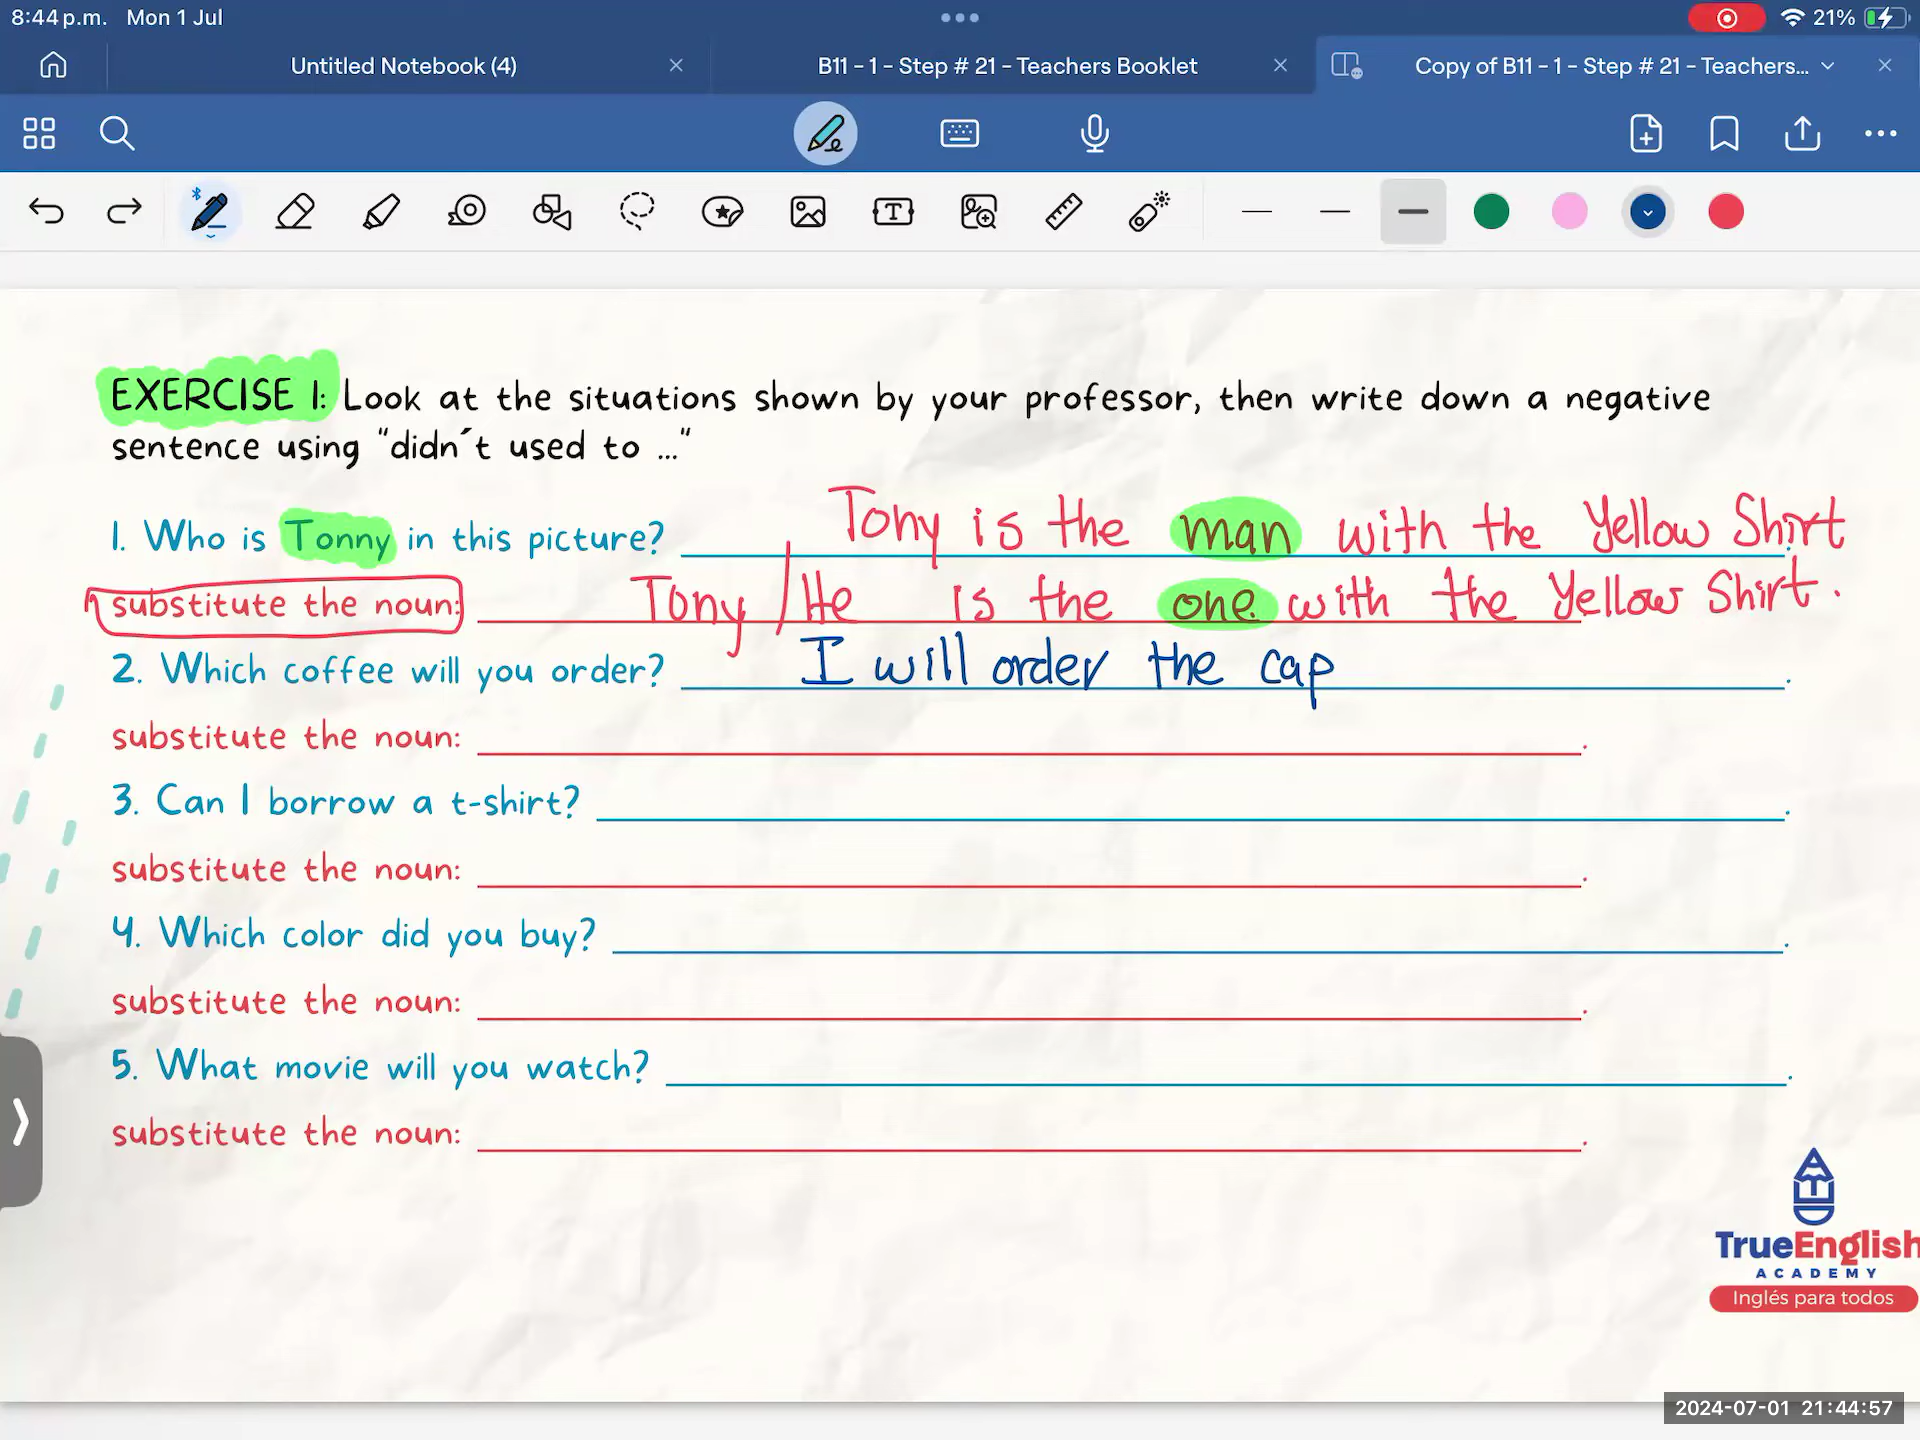 8:44 p.m. Mon 1 Jul
21%
Untitled Notebook (4)
B11 - 1 - Step # 21 - Teachers Booklet
Copy of B11 - 1 - Step # 21 - Teachers...
EXERCISE 1: Look at the situations shown by your professor, then write down a negative
sentence using "didn´t used to ..."
Tony is the man with the Yellow Shirt
1. Who is Tonny in this picture?
substitute the noun: Tony / He is the one with the Yellow Shirt.
2. Which coffee will you order? I will order the cap
substitute the noun:
3. Can I borrow a t-shirt?
substitute the noun:
4. Which color did you buy?
substitute the noun:
5. What movie will you watch?
substitute the noun:
TrueEnglish
ACADEMY
Inglés para todos
2024-07-01 21:44:57